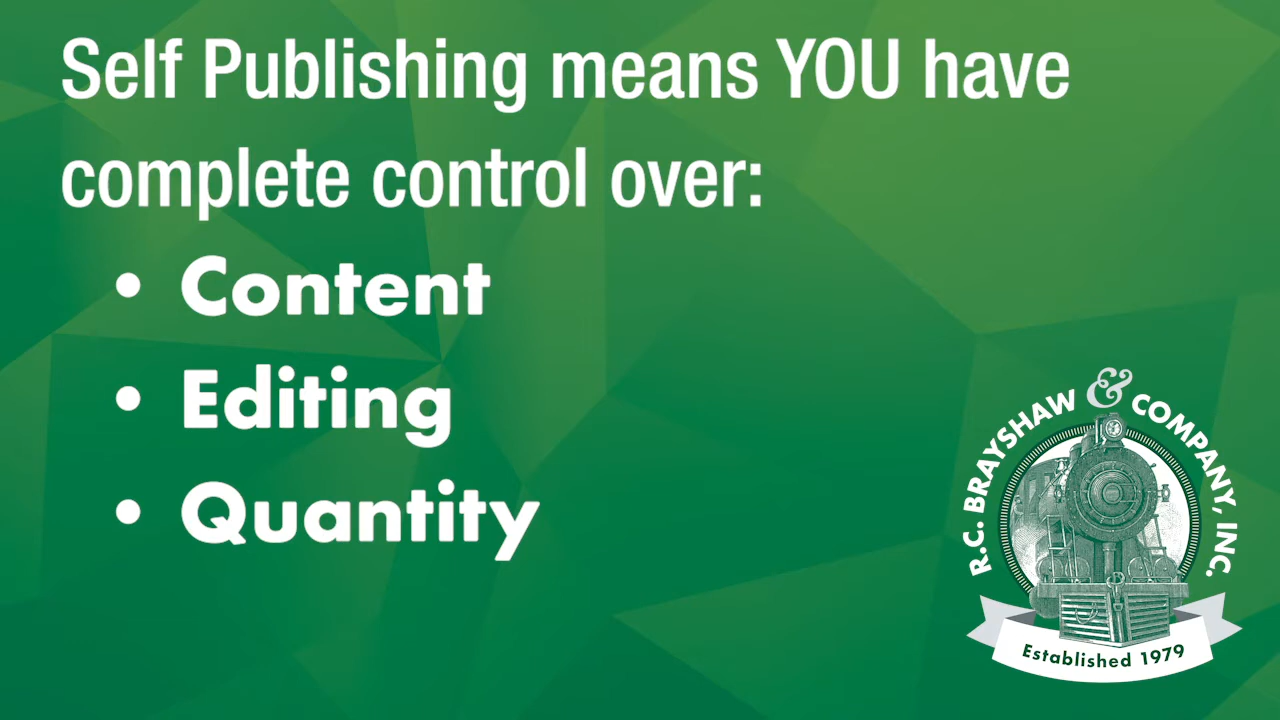 Self Publishing means YOU have
complete control over:
• Content
• Editing
• Quantity
R.C. BRAYSHAW & COMPANY, INC.
Established 1979